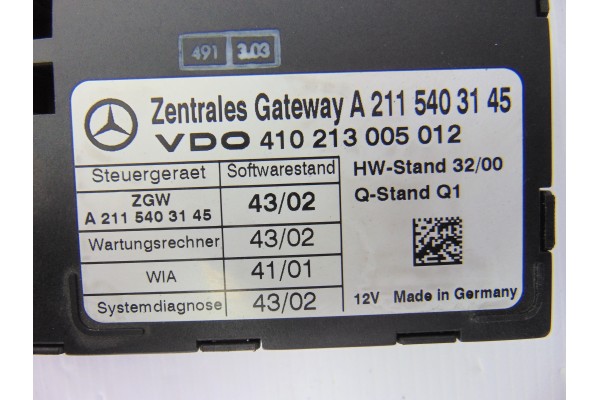 491 3.03
Zentrales Gateway A 211 540 31 45
VDO 410 213 005 012
Steuergeraet Softwarestand
ZGW
A 211 540 31 45 43/02
Wartungsrechner 43/02
WIA 41/01
Systemdiagnose 43/02
HW-Stand 32/00
Q-Stand Q1
12V Made in Germany